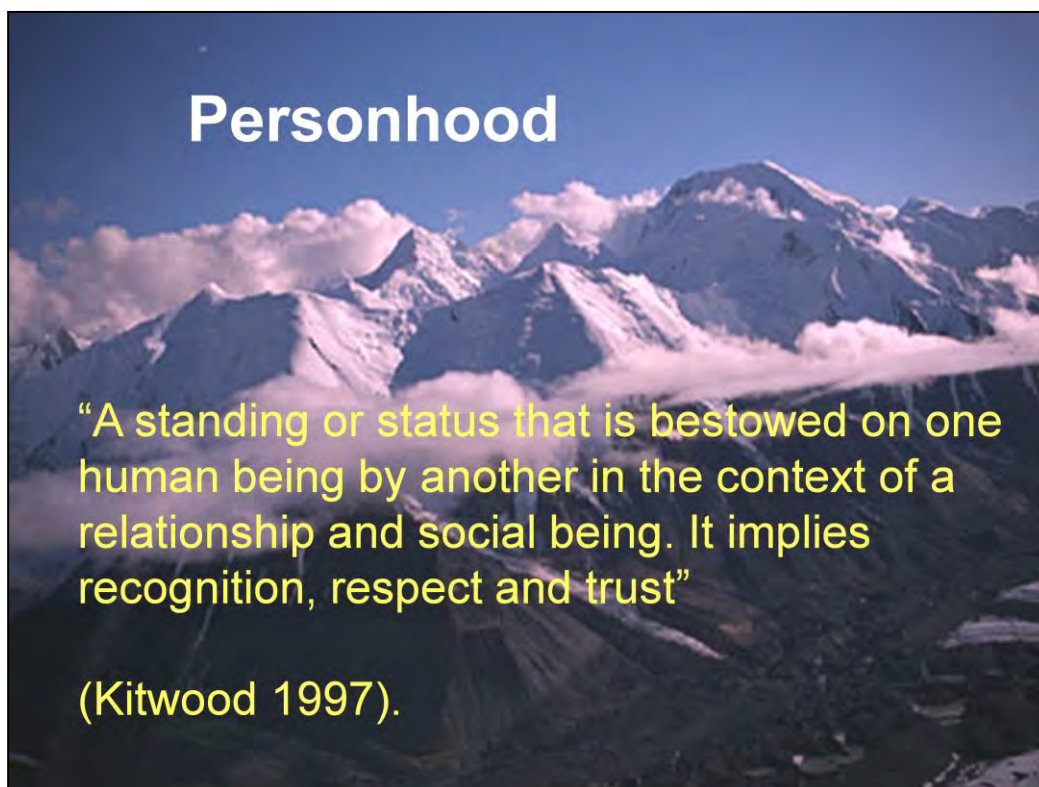 Personhood
“A standing or status that is bestowed on one
human being by another in the context of a
relationship and social being. It implies
recognition, respect and trust”
(Kitwood 1997).